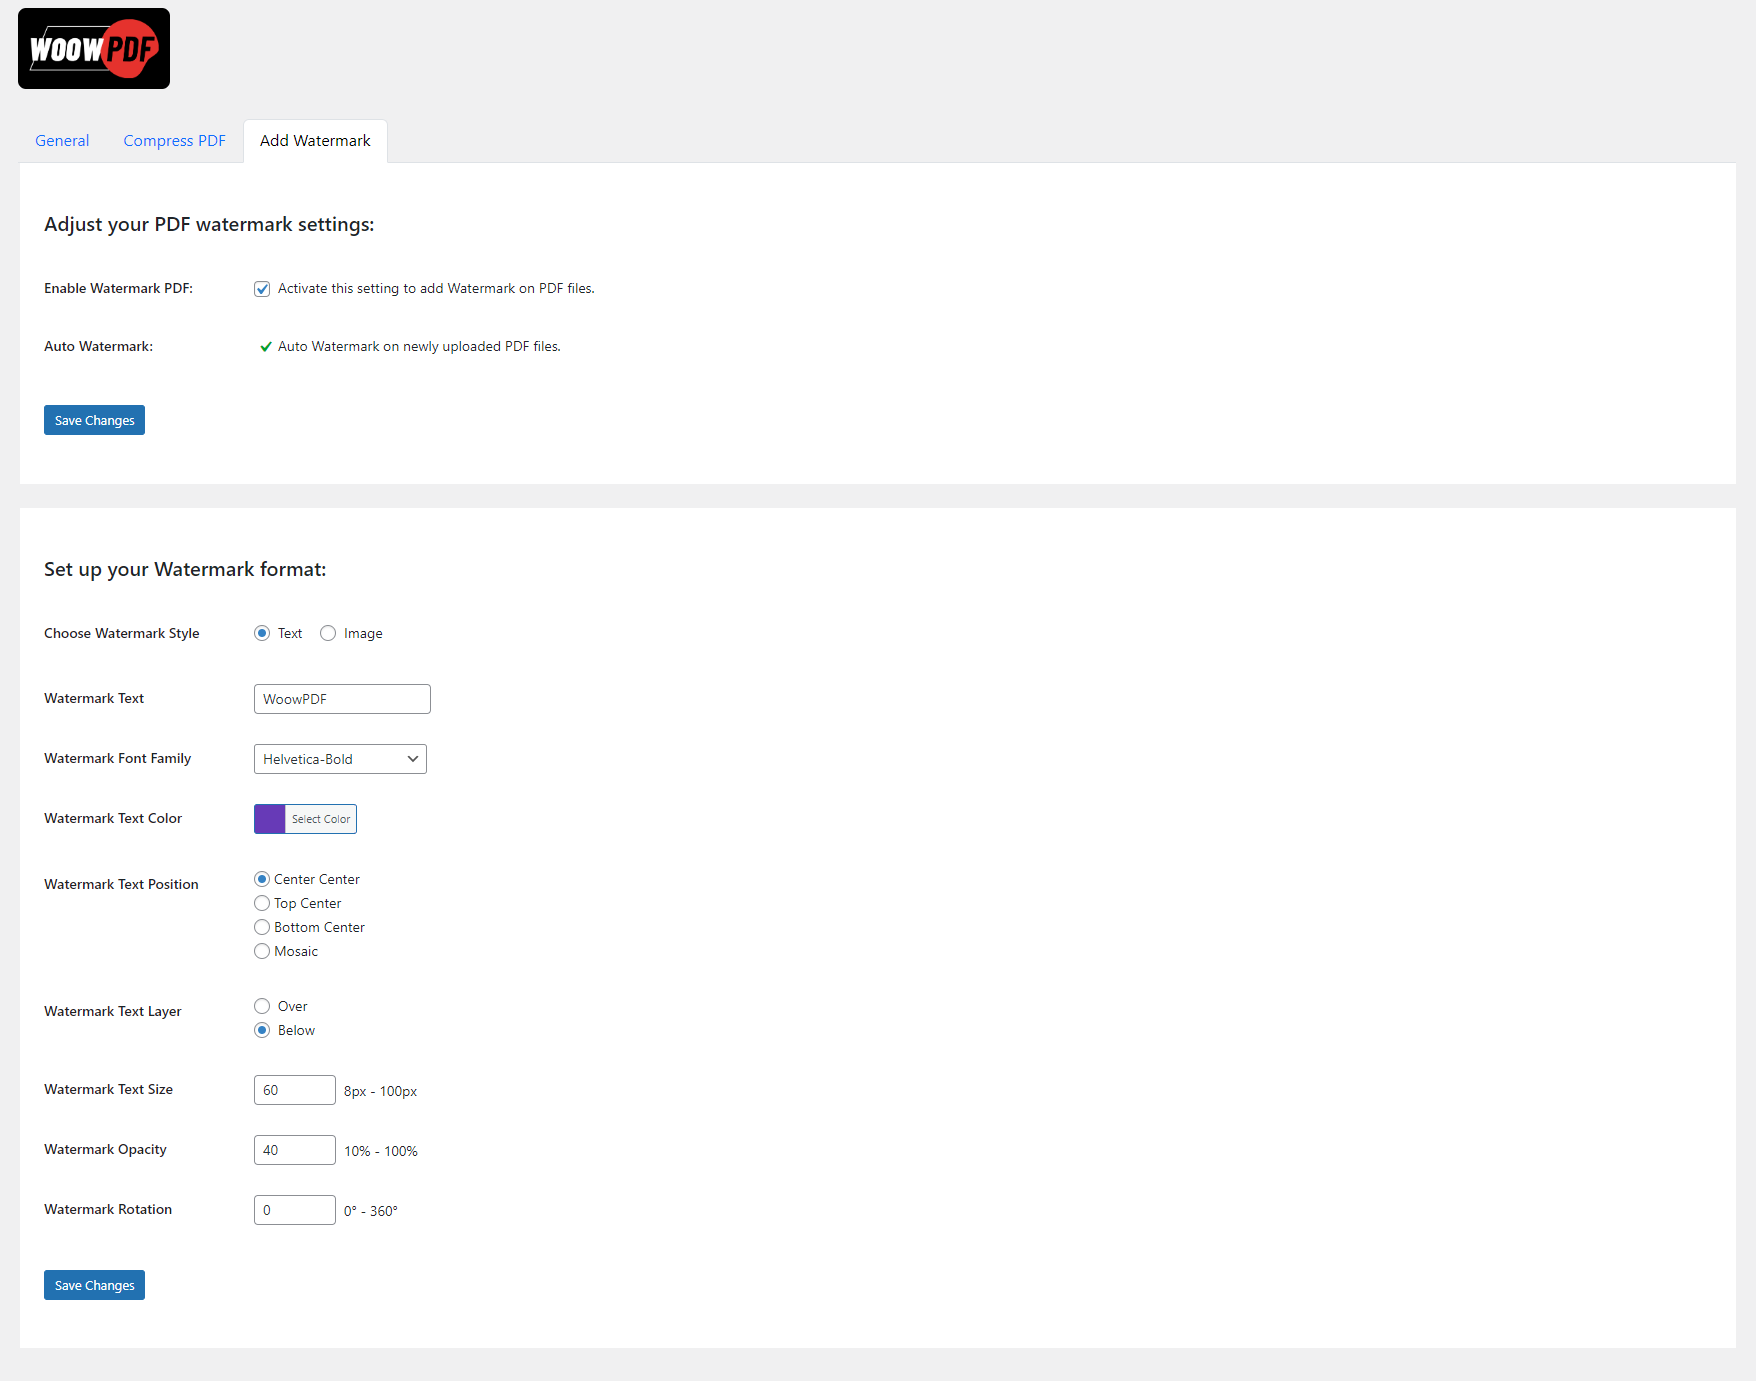 WOOWPDF
General Compress PDF Add Watermark
Adjust your PDF watermark settings:
Enable Watermark PDF: Activate this setting to add Watermark on PDF files.
Auto Watermark: Auto Watermark on newly uploaded PDF files.
Save Changes
Set up your Watermark format:
Choose Watermark Style Text Image
Watermark Text WoowPDF
Watermark Font Family Helvetica-Bold
Watermark Text Color Select Color
Watermark Text Position Center Center
Top Center
Bottom Center
Mosaic
Watermark Text Layer Over
Below
Watermark Text Size 60 8px - 100px
Watermark Opacity 40 10% - 100%
Watermark Rotation 0 0° - 360°
Save Changes